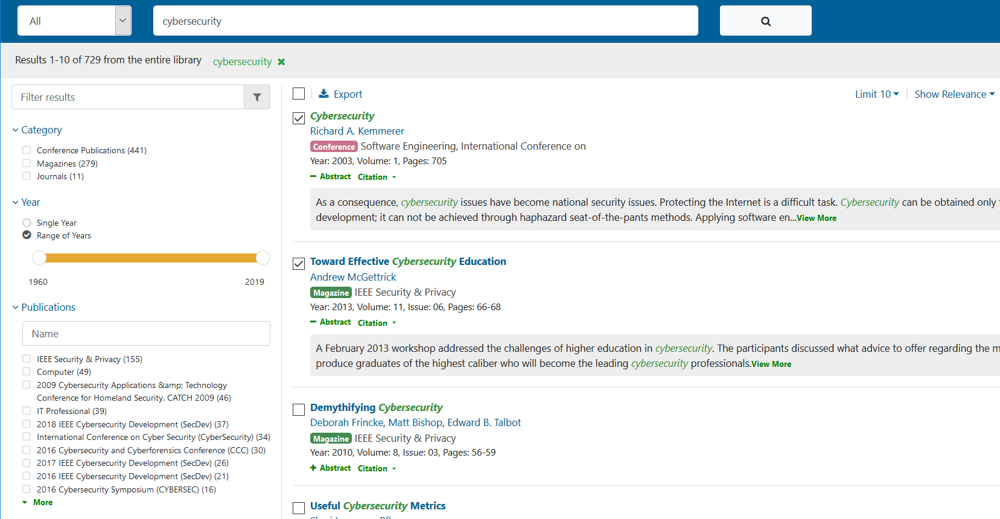 All
cybersecurity
Results 1-10 of 729 from the entire library
cybersecurity
Filter results
Category
Conference Publications (441)
Magazines (279)
Journals (11)
Year
Single Year
Range of Years
1960
2019
Publications
Name
IEEE Security & Privacy (155)
Computer (49)
2009 Cybersecurity Applications &amp; Technology
Conference for Homeland Security. CATCH 2009 (46)
IT Professional (39)
2018 IEEE Cybersecurity Development (SecDev) (37)
International Conference on Cyber Security (CyberSecurity) (34)
2016 Cybersecurity and Cyberforensics Conference (CCC) (30)
2017 IEEE Cybersecurity Development (SecDev) (26)
2016 IEEE Cybersecurity Development (SecDev) (21)
2016 Cybersecurity Symposium (CYBERSEC) (16)
More
Export
Limit 10
Show Relevance
Cybersecurity
Richard A. Kemmerer
Conference Software Engineering, International Conference on
Year: 2003, Volume: 1, Pages: 705
Abstract Citation
As a consequence, cybersecurity issues have become national security issues. Protecting the Internet is a difficult task. Cybersecurity can be obtained only
development; it can not be achieved through haphazard seat-of-the-pants methods. Applying software en...View More
Toward Effective Cybersecurity Education
Andrew McGettrick
Magazine IEEE Security & Privacy
Year: 2013, Volume: 11, Issue: 06, Pages: 66-68
Abstract Citation
A February 2013 workshop addressed the challenges of higher education in cybersecurity. The participants discussed what advice to offer regarding the
produce graduates of the highest caliber who will become the leading cybersecurity professionals.View More
Demythifying Cybersecurity
Deborah Frincke, Matt Bishop, Edward B. Talbot
Magazine IEEE Security & Privacy
Year: 2010, Volume: 8, Issue: 03, Pages: 56-59
Abstract Citation
Useful Cybersecurity Metrics